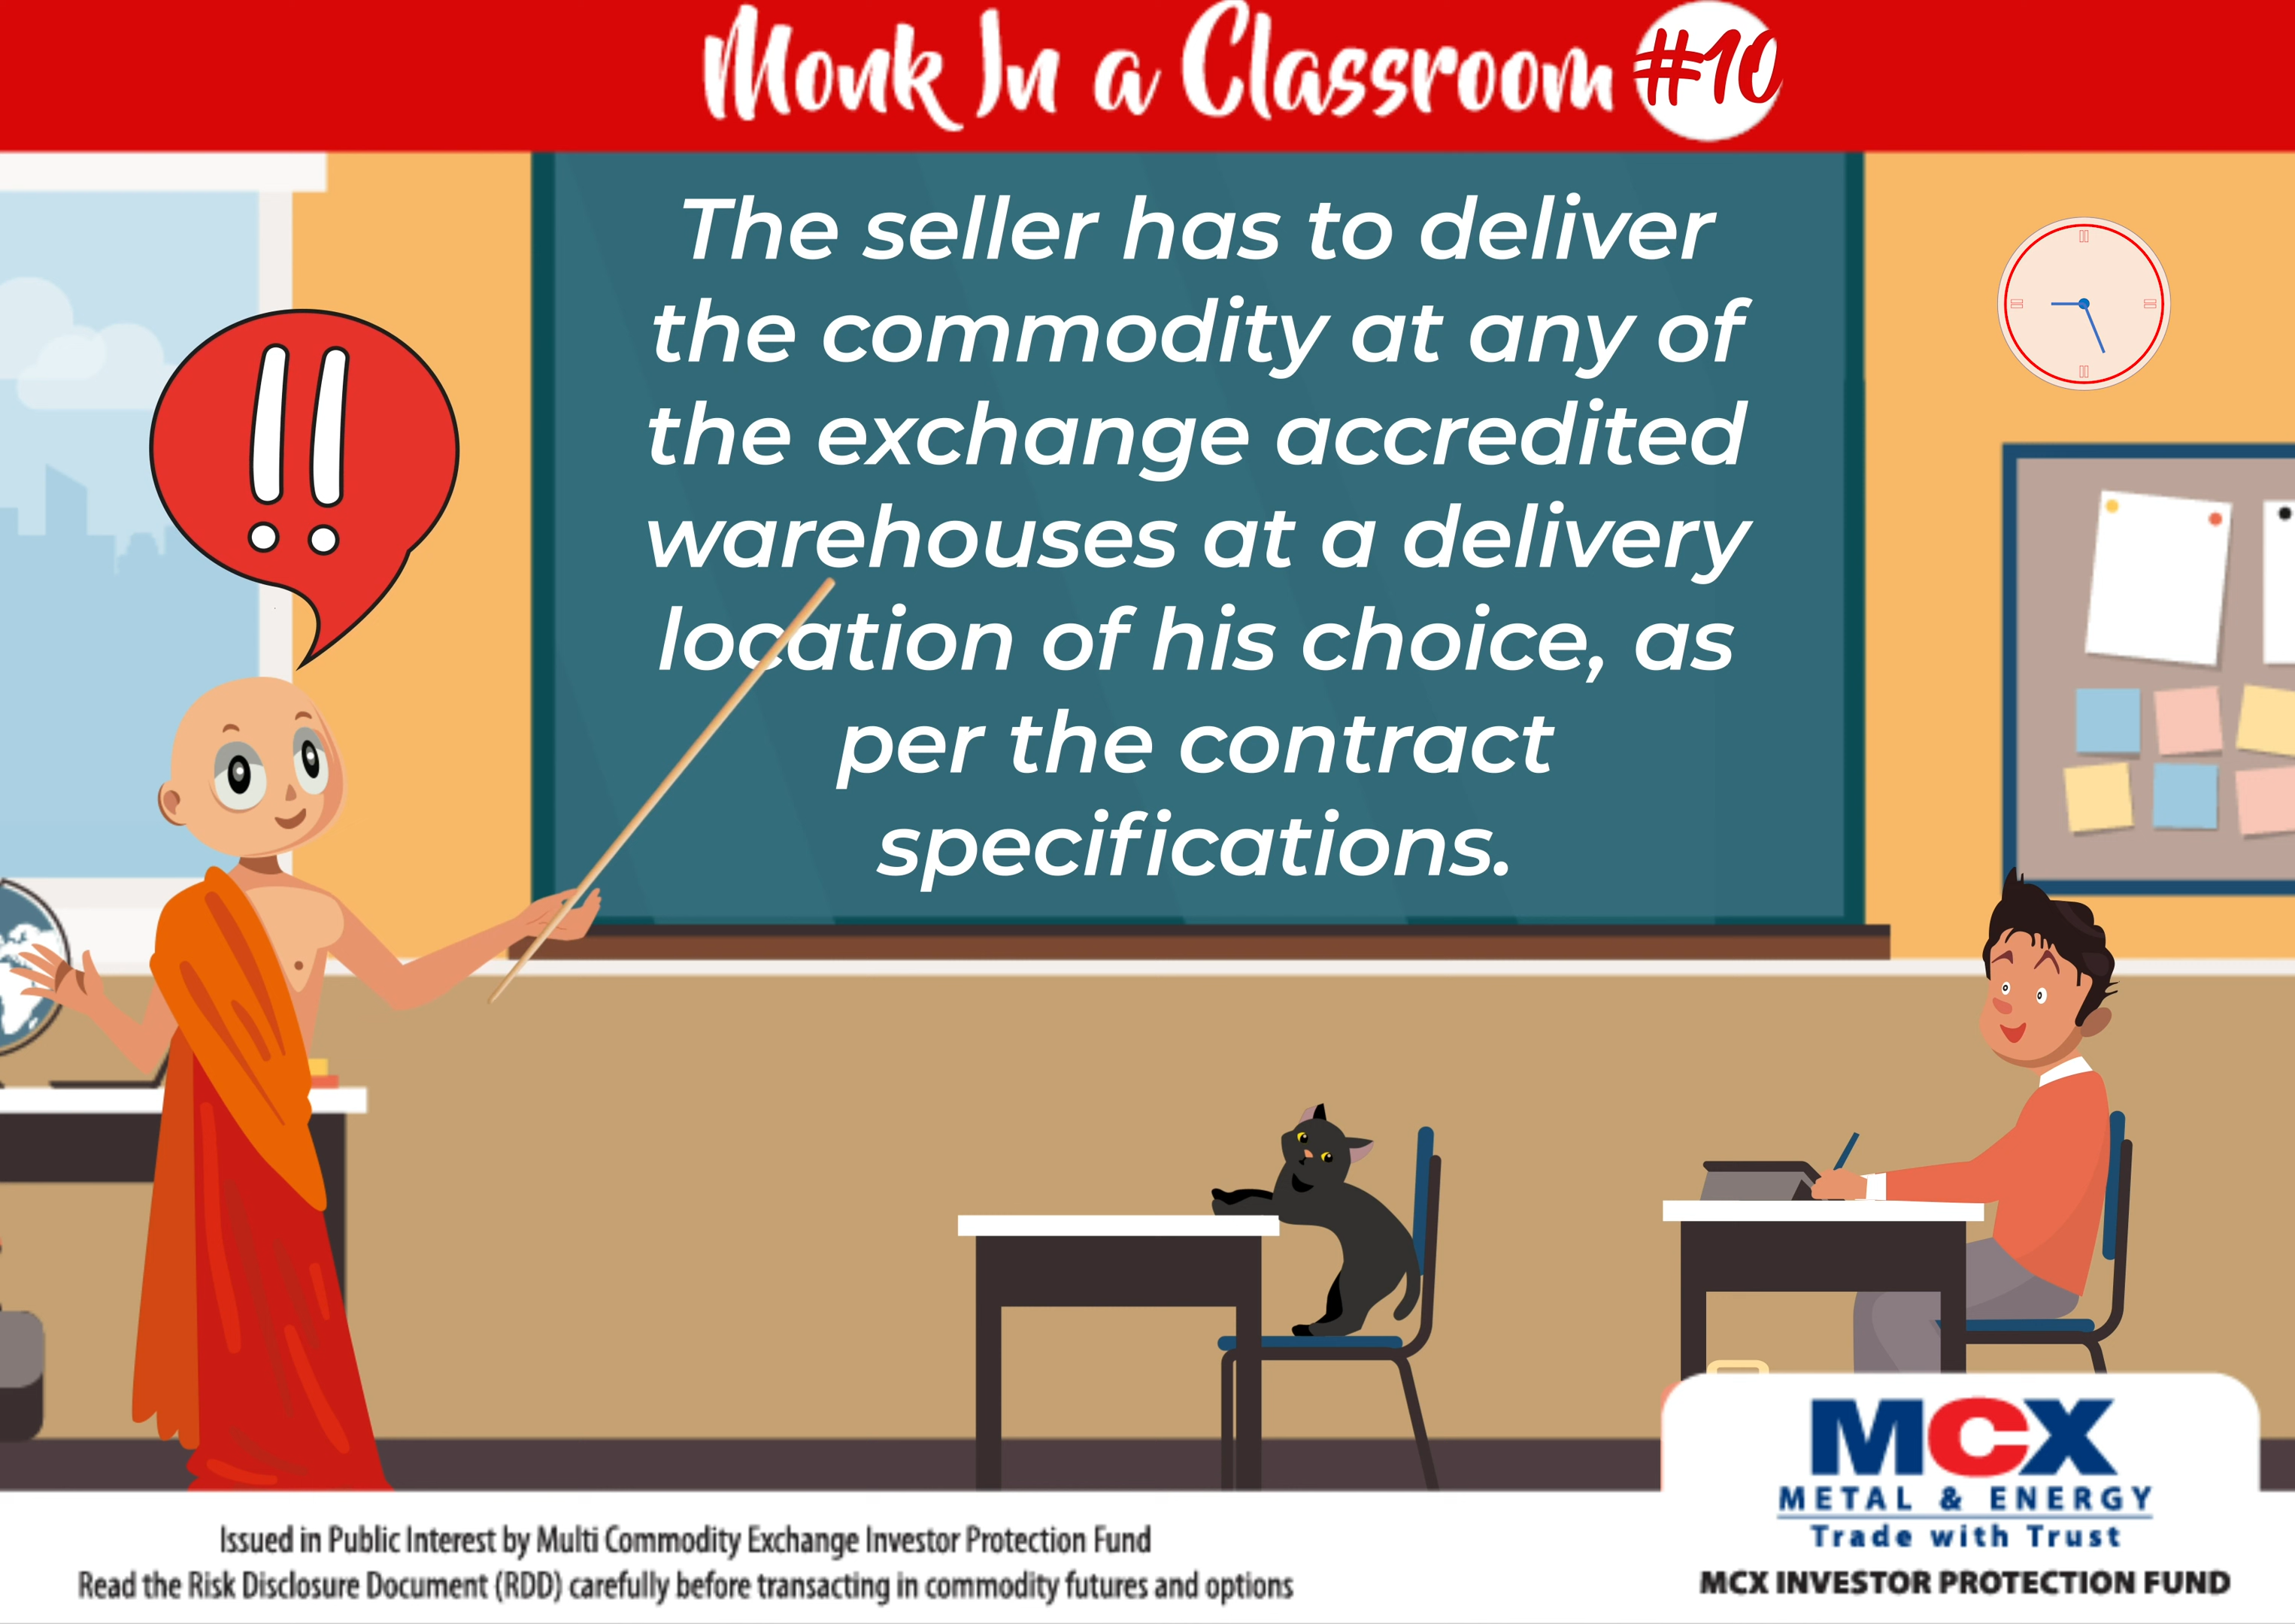 Monk In a Classroom #10
The seller has to deliver
the commodity at any of
the exchange accredited
warehouses at a delivery
location of his choice, as
per the contract
specifications.
!!
MCX
METAL & ENERGY
Trade with Trust
MCX INVESTOR PROTECTION FUND
Issued in Public Interest by Multi Commodity Exchange Investor Protection Fund
Read the Risk Disclosure Document (RDD) carefully before transacting in commodity futures and options